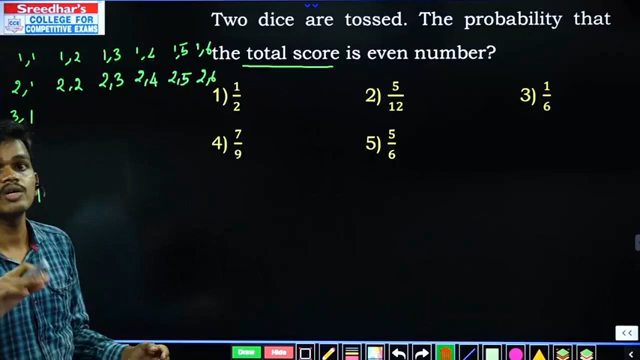 Sreedhar's
CCE
COLLEGE FOR
COMPETITIVE EXAMS
Two dice are tossed. The probability that
the total score is even number?
1,1 1,2 1,3 1,4 1,5 1,6
2,1 2,2 2,3 2,4 2,5 2,6
3,1
1) 1/2 2) 5/12 3) 1/6
4) 7/9 5) 5/6
<<
Dashboard Hide